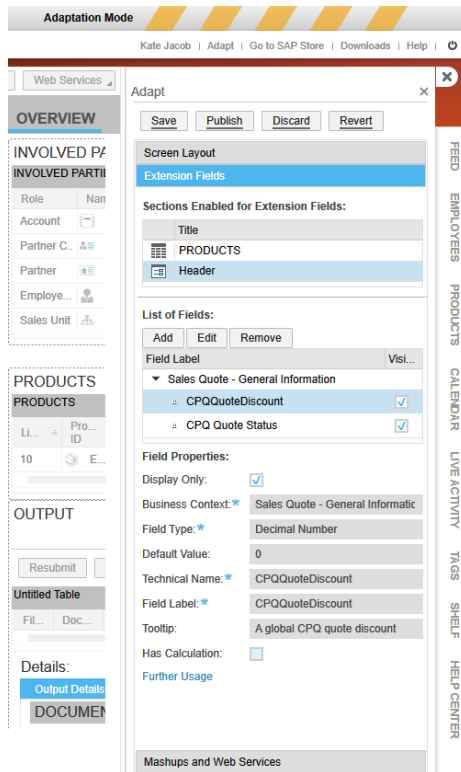 Adaptation Mode
Kate Jacob | Adapt | Go to SAP Store | Downloads | Help |
Web Services
OVERVIEW
INVOLVED PA
INVOLVED PARTIE
Role Nam
Account
Partner C..
Partner
Employe...
Sales Unit
PRODUCTS
PRODUCTS
Li... Pro... ID
10 E...
OUTPUT
Resubmit
Untitled Table
Fil... Doc...
Details:
Output Details
DOCUMEN
Adapt
Save Publish Discard Revert
Screen Layout
Extension Fields
Sections Enabled for Extension Fields:
Title
PRODUCTS
Header
List of Fields:
Add Edit Remove
Field Label Visi...
Sales Quote - General Information
CPQQuoteDiscount
CPQ Quote Status
Field Properties:
Display Only:
Business Context:* Sales Quote - General Informatic
Field Type:* Decimal Number
Default Value: 0
Technical Name:* CPQQuoteDiscount
Field Label:* CPQQuoteDiscount
Tooltip: A global CPQ quote discount
Has Calculation:
Further Usage
Mashups and Web Services
FEED
EMPLOYEES
PRODUCTS
CALENDAR
LIVE ACTIVITY
TAGS
SHELF
HELP CENTER